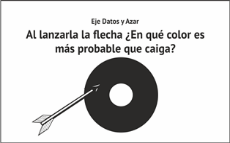 Eje Datos y Azar
Al lanzarla la flecha ¿En qué color es
más probable que caiga?